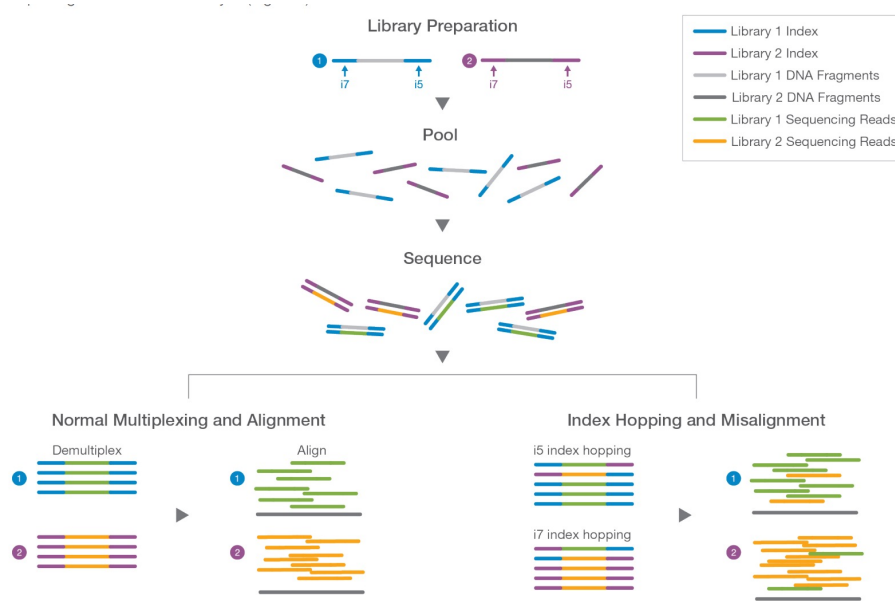 Library Preparation
1
2
i7
i5
i7
i5
Library 1 Index
Library 2 Index
Library 1 DNA Fragments
Library 2 DNA Fragments
Library 1 Sequencing Reads
Library 2 Sequencing Reads
Pool
Sequence
Normal Multiplexing and Alignment
Demultiplex
Align
1
1
2
2
Index Hopping and Misalignment
i5 index hopping
1
i7 index hopping
2